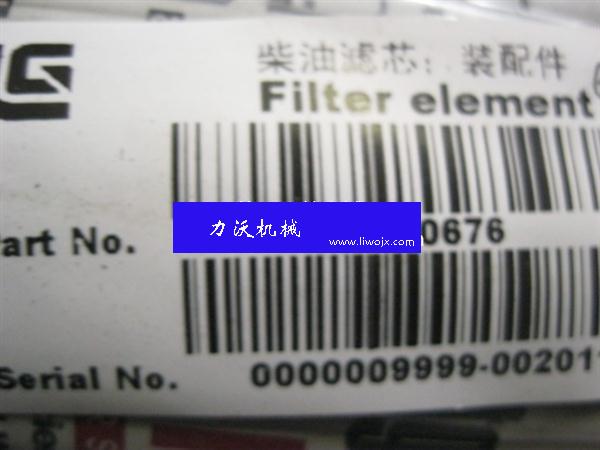 柴油滤芯; 装配件
Filter element
Part No.
0676
力沃机械
www.liwojx.com
Serial No.
0000009999-00201